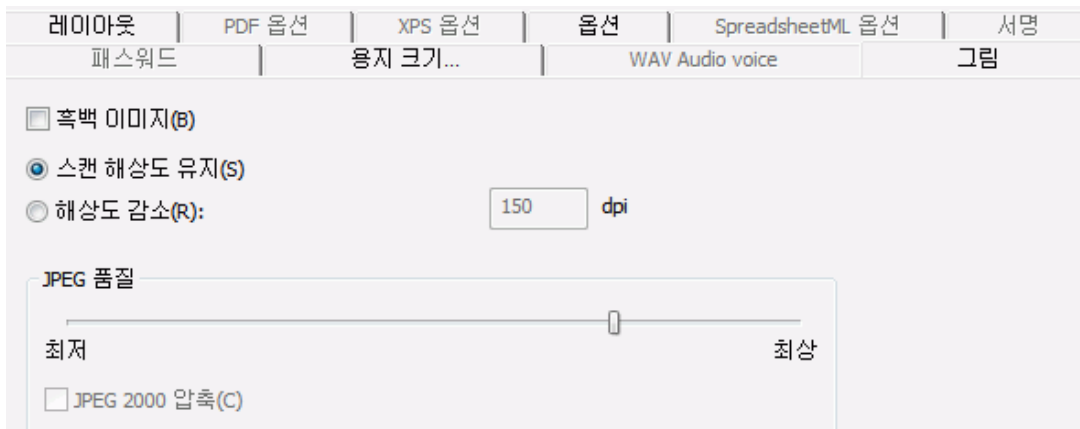 레이아웃 PDF 옵션 XPS 옵션 옵션 SpreadsheetML 옵션 서명
패스워드 용지 크기... WAV Audio voice 그림
흑백 이미지(B)
스캔 해상도 유지(S)
해상도 감소(R): 150 dpi
JPEG 품질
최저 최상
JPEG 2000 압축(C)